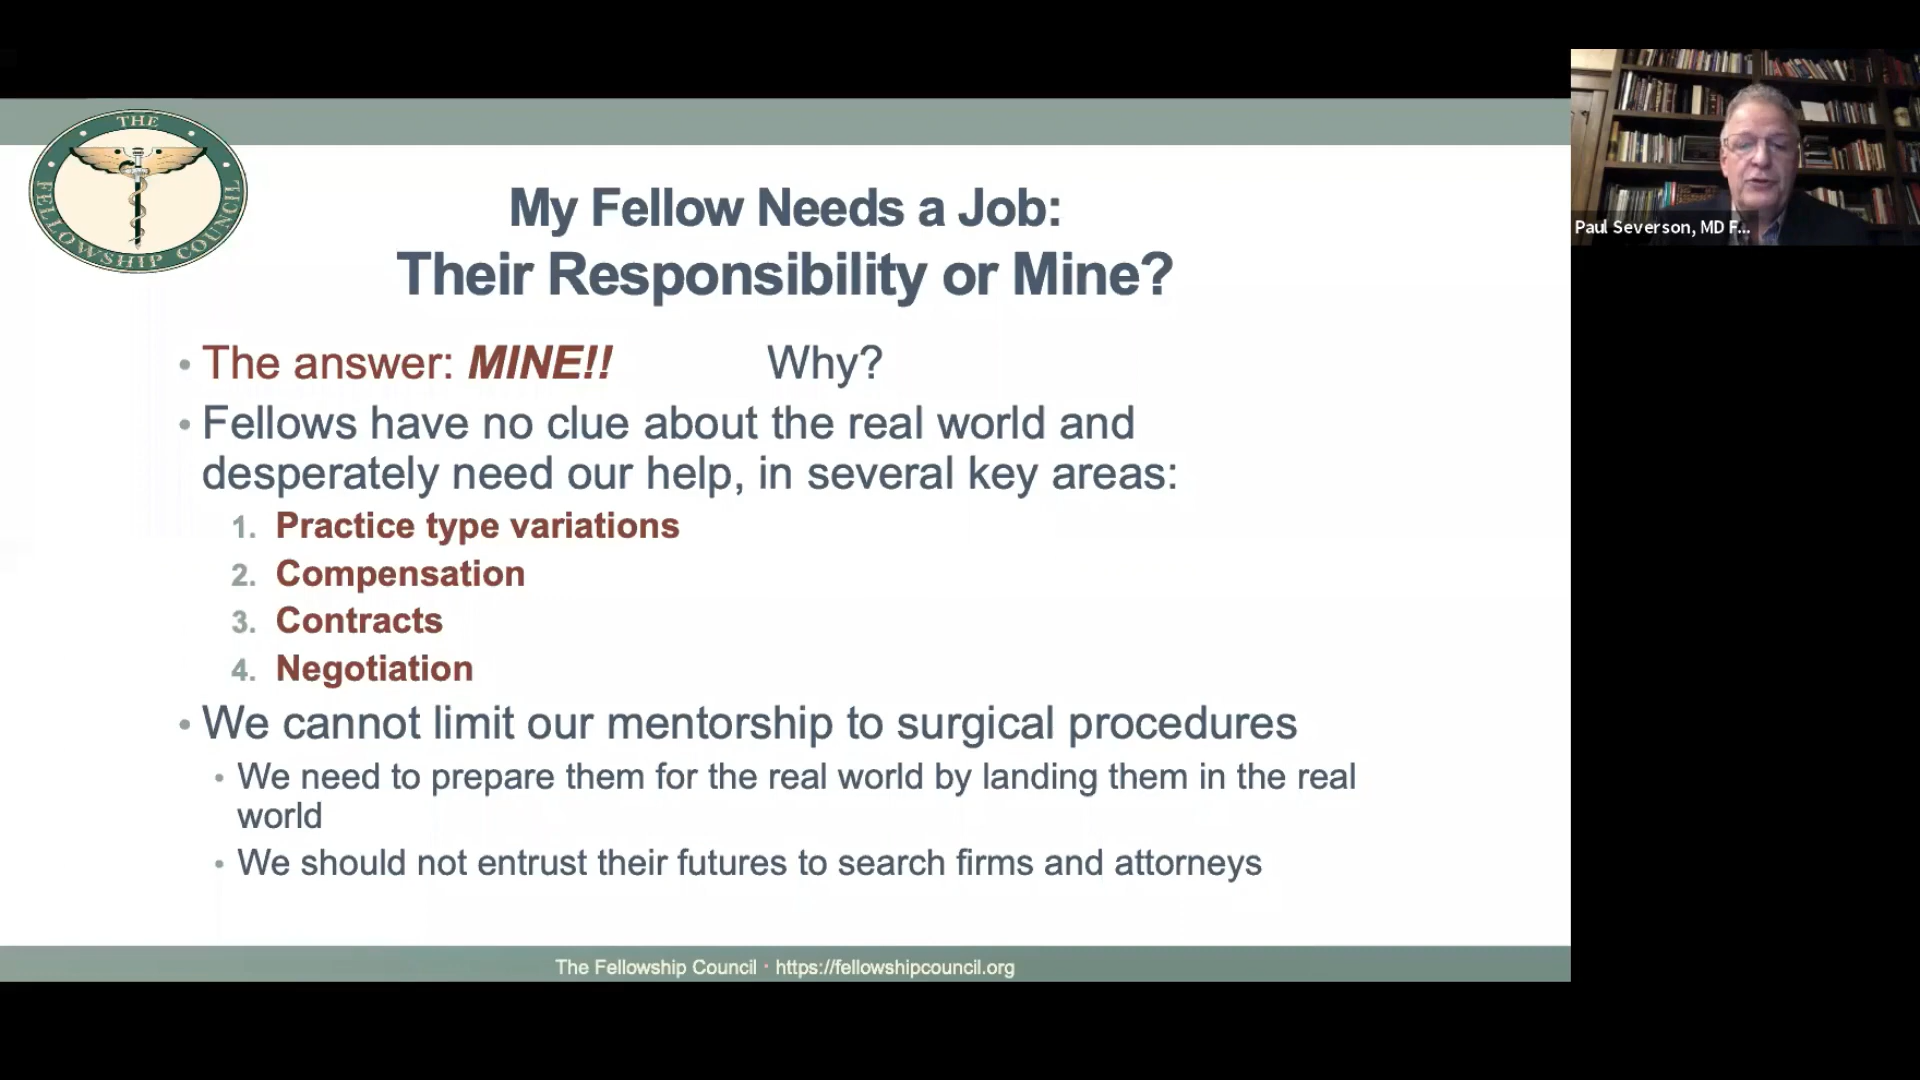 THE
FELLOWSHIP COUNCIL
My Fellow Needs a Job:
Their Responsibility or Mine?
• The answer: MINE!! Why?
• Fellows have no clue about the real world and
desperately need our help, in several key areas:
1. Practice type variations
2. Compensation
3. Contracts
4. Negotiation
• We cannot limit our mentorship to surgical procedures
• We need to prepare them for the real world by landing them in the real
world
• We should not entrust their futures to search firms and attorneys
The Fellowship Council • https://fellowshipcouncil.org
Paul Severson, MD F...